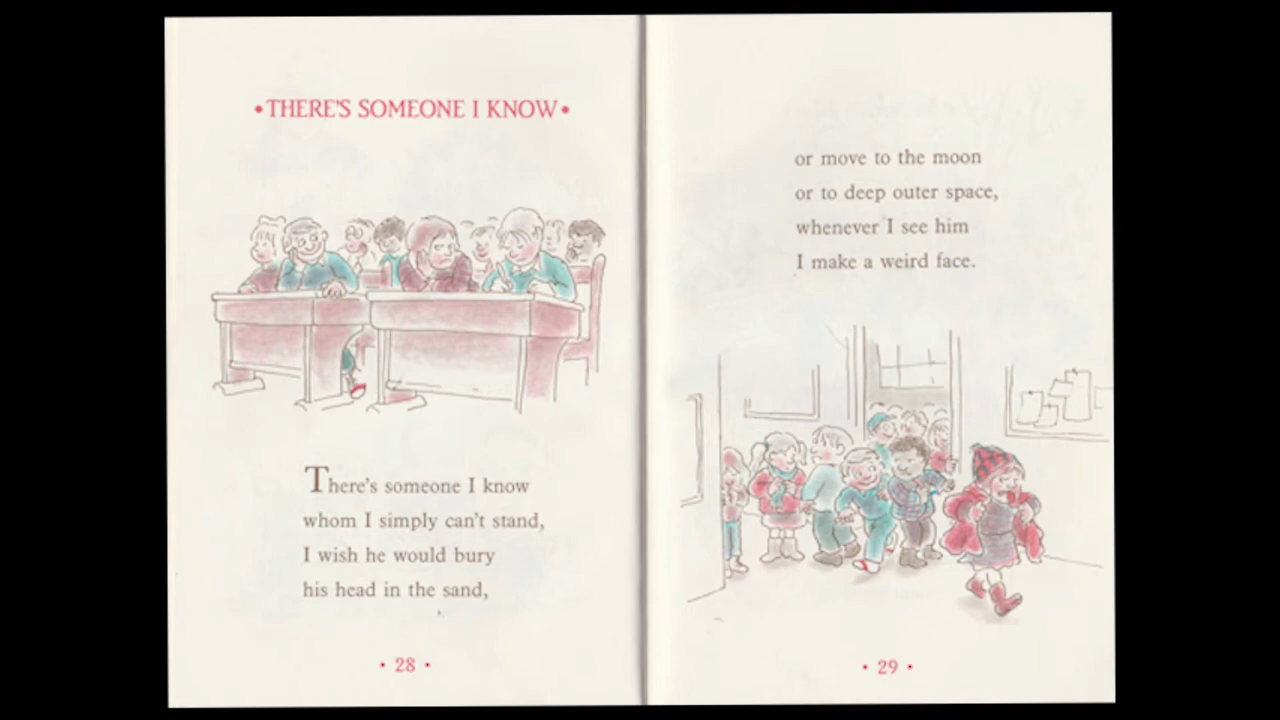 •THERE'S SOMEONE I KNOW•
There's someone I know
whom I simply can't stand,
I wish he would bury
his head in the sand,
• 28 •
or move to the moon
or to deep outer space,
whenever I see him
I make a weird face.
• 29 •